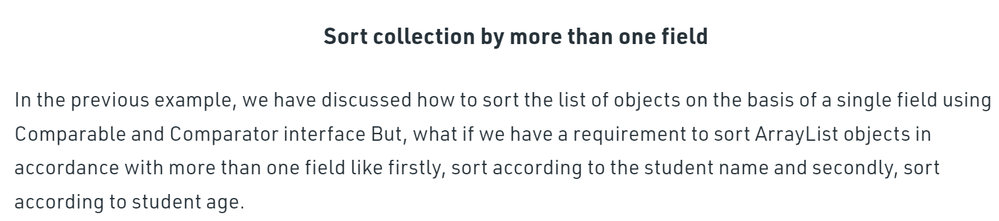 Sort collection by more than one field
In the previous example, we have discussed how to sort the list of objects on the basis of a single field using
Comparable and Comparator interface But, what if we have a requirement to sort ArrayList objects in
accordance with more than one field like firstly, sort according to the student name and secondly, sort
according to student age.